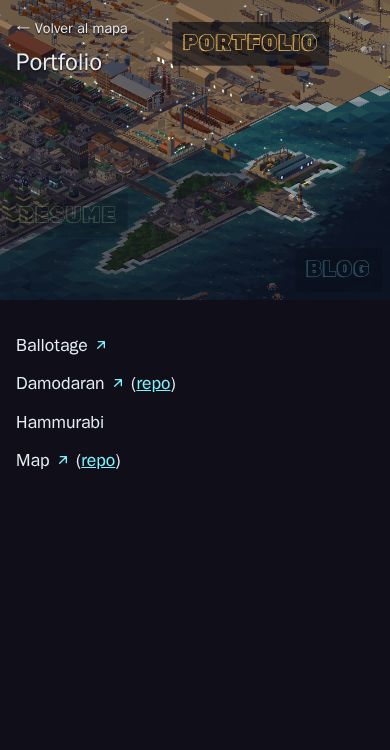 ← Volver al mapa
PORTFOLIO
Portfolio
RESUME
BLOG
Ballotage ↗
Damodaran ↗ (repo)
Hammurabi
Map ↗ (repo)